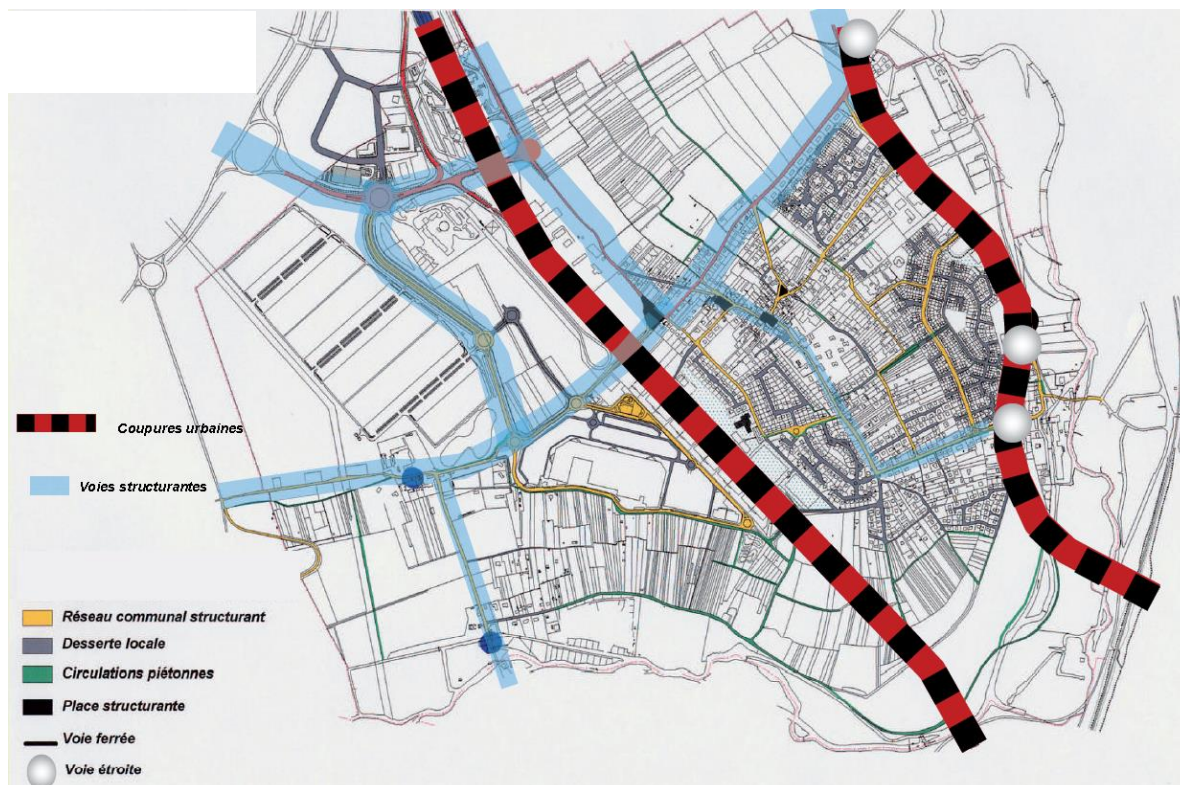 Coupures urbaines
Voies structurantes
Réseau communal structurant
Desserte locale
Circulations piétonnes
Place structurante
Voie ferrée
Voie étroite